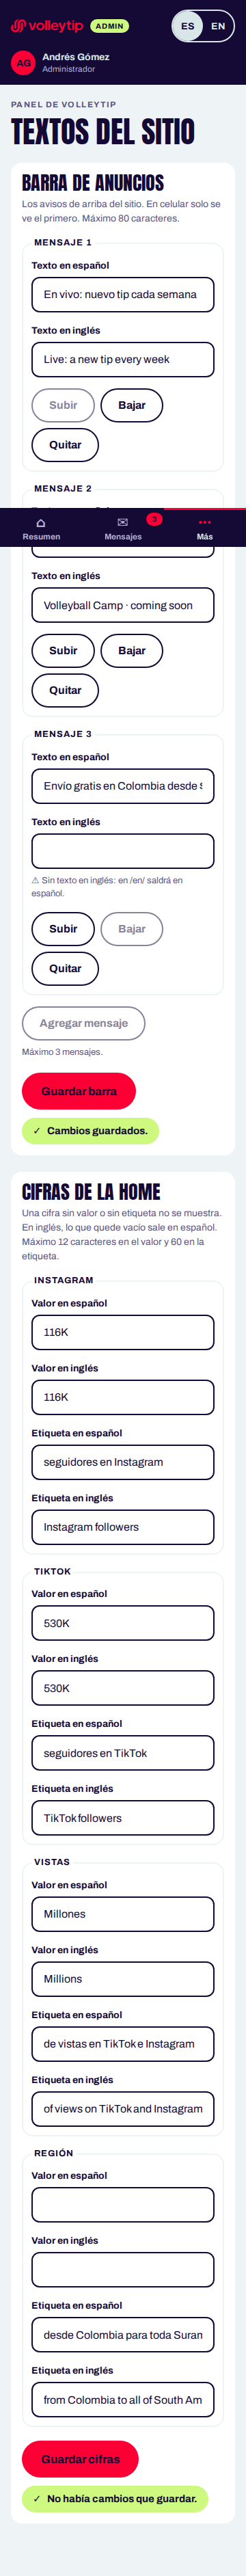 volleytip ADMIN ES EN
AG Andrés Gómez
Administrador
PANEL DE VOLLEYTIP
TEXTOS DEL SITIO
BARRA DE ANUNCIOS
Los avisos de arriba del sitio. En celular solo se
ve el primero. Máximo 80 caracteres.
MENSAJE 1
Texto en español
En vivo: nuevo tip cada semana
Texto en inglés
Live: a new tip every week
Subir Bajar
Quitar
MENSAJE 2
Resumen Mensajes 3 Más
Texto en inglés
Volleyball Camp · coming soon
Subir Bajar
Quitar
MENSAJE 3
Texto en español
Envío gratis en Colombia desde
Texto en inglés
⚠ Sin texto en inglés: en /en/ saldrá en
español.
Subir Bajar
Quitar
Agregar mensaje
Máximo 3 mensajes.
Guardar barra
✓ Cambios guardados.
CIFRAS DE LA HOME
Una cifra sin valor o sin etiqueta no se muestra.
En inglés, lo que quede vacío sale en español.
Máximo 12 caracteres en el valor y 60 en la
etiqueta.
INSTAGRAM
Valor en español
116K
Valor en inglés
116K
Etiqueta en español
seguidores en Instagram
Etiqueta en inglés
Instagram followers
TIKTOK
Valor en español
530K
Valor en inglés
530K
Etiqueta en español
seguidores en TikTok
Etiqueta en inglés
TikTok followers
VISTAS
Valor en español
Millones
Valor en inglés
Millions
Etiqueta en español
de vistas en TikTok e Instagram
Etiqueta en inglés
of views on TikTok and Instagram
REGIÓN
Valor en español
Valor en inglés
Etiqueta en español
desde Colombia para toda Suram
Etiqueta en inglés
from Colombia to all of South Am
Guardar cifras
✓ No había cambios que guardar.